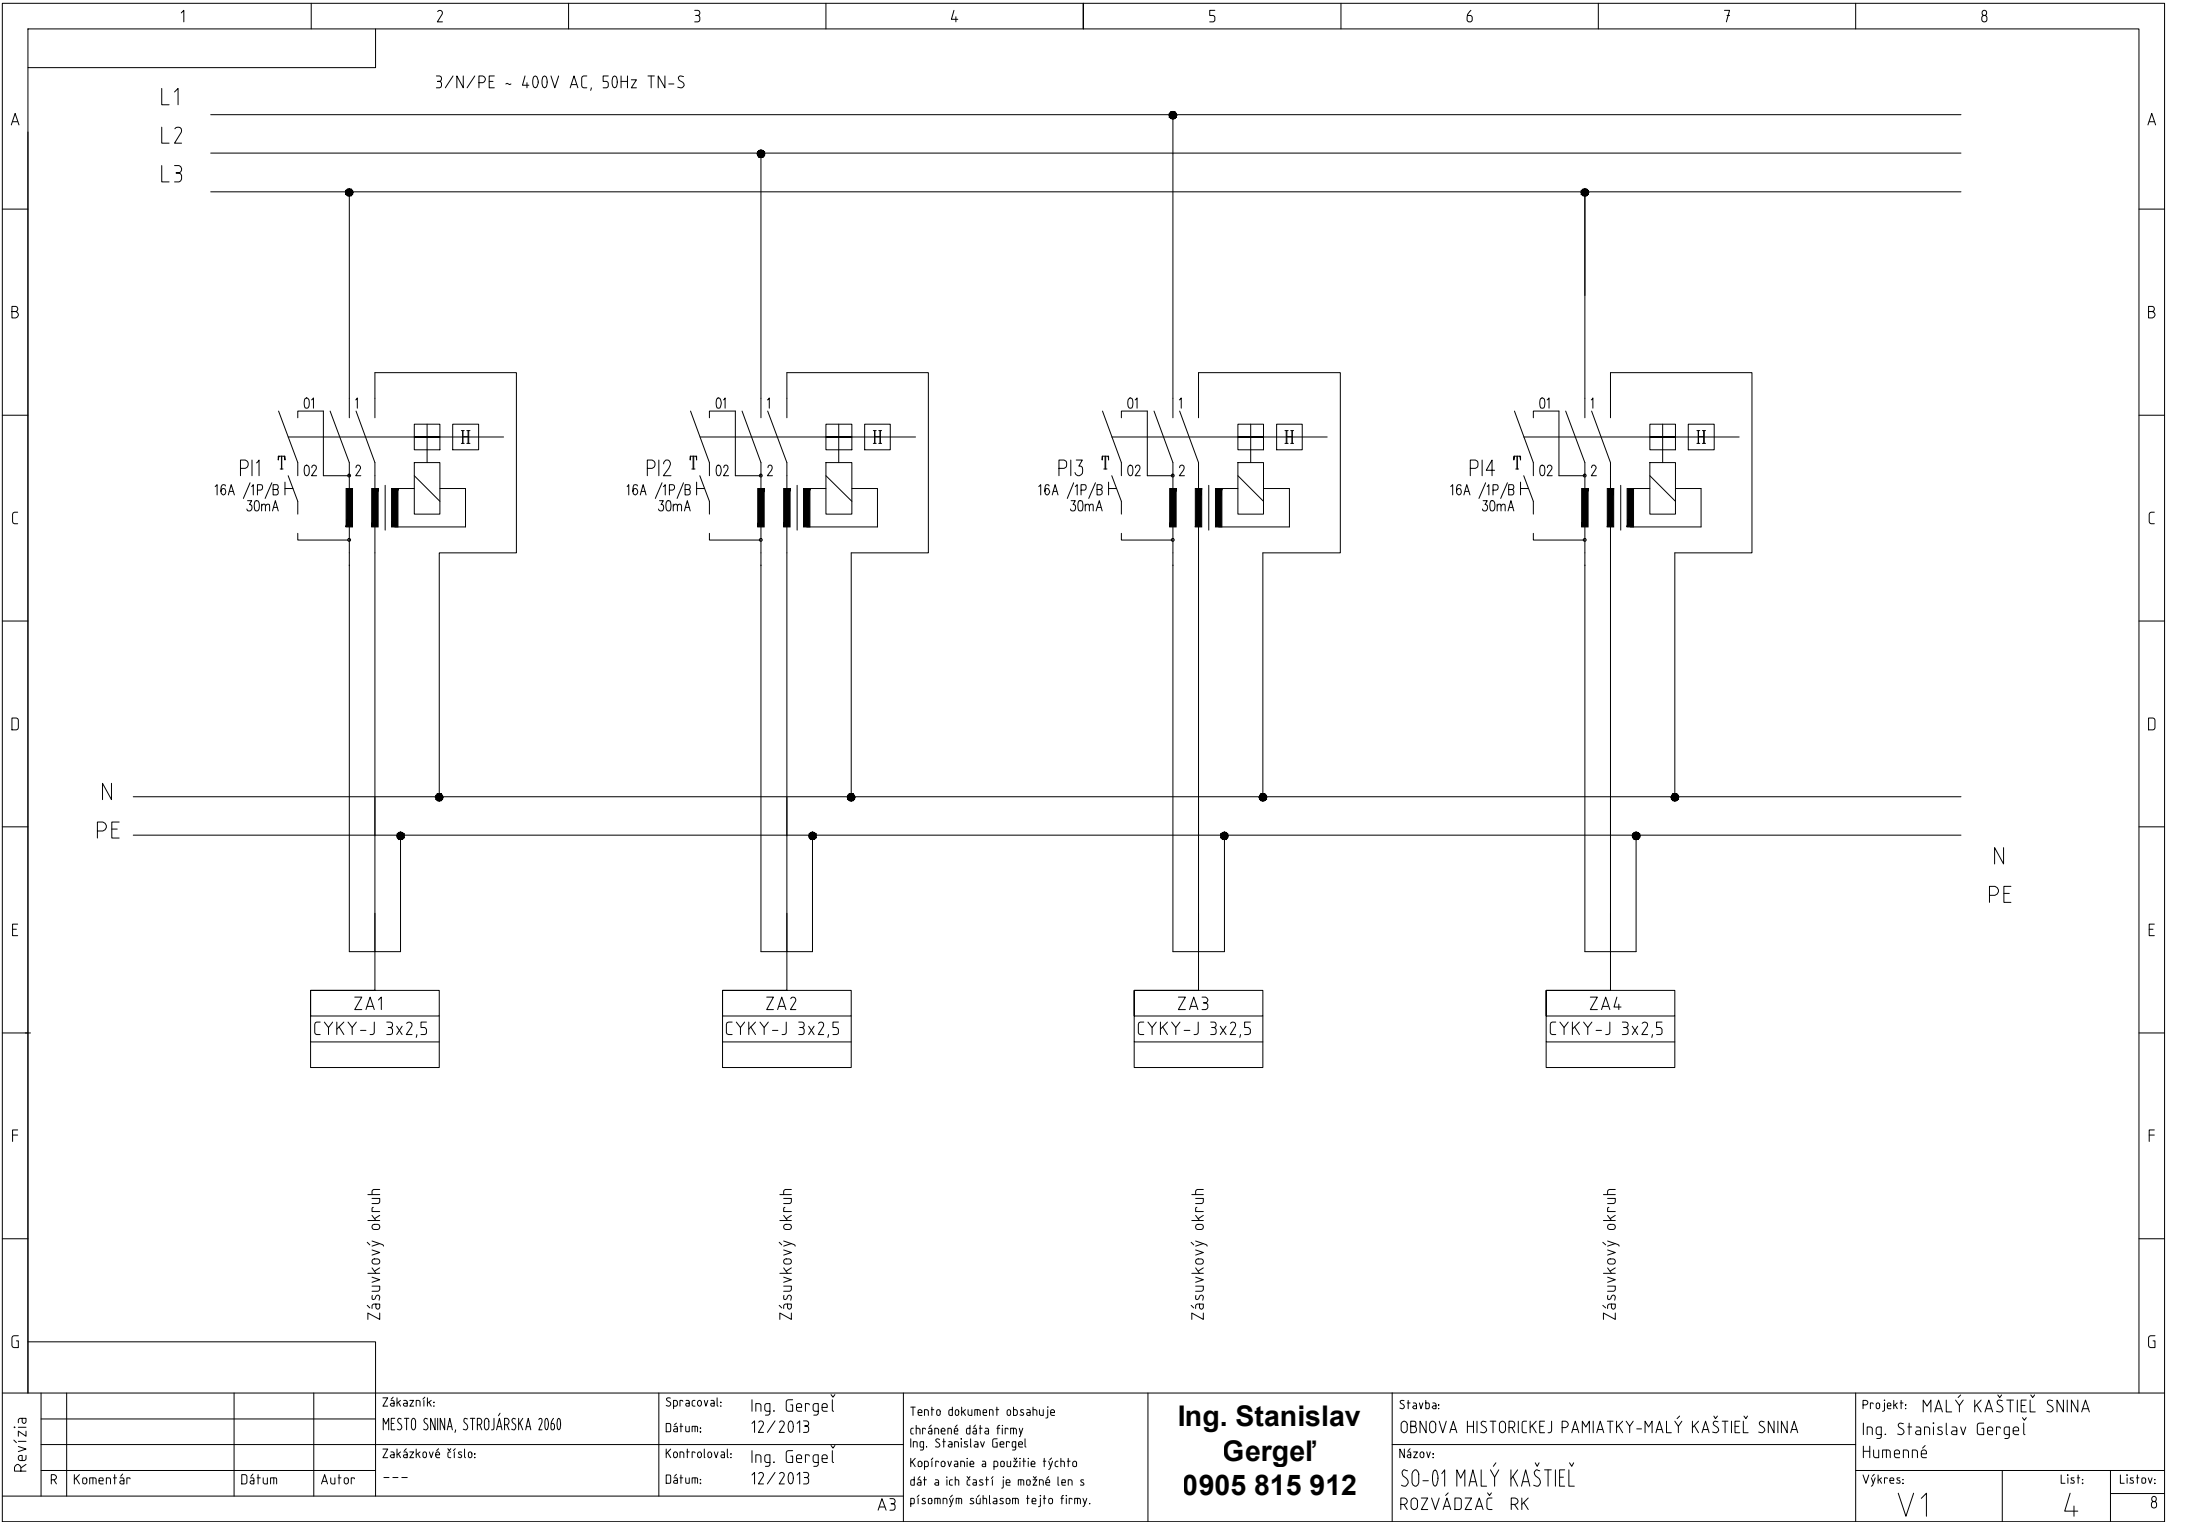 1 2 3 4 5 6 7 8
3/N/PE ~ 400V AC, 50Hz TN-S
L1
A A
L2
L3
B B
01 1 01 1 01 1 01 1
H H H H
PI1 T 02 2 PI2 T 02 2 PI3 T 02 2 PI4 T 02 2
16A /1P/B 16A /1P/B 16A /1P/B 16A /1P/B
30mA 30mA 30mA 30mA
C C
D D
N
PE
N
PE
E E
ZA1 ZA2 ZA3 ZA4
CYKY-J 3x2,5 CYKY-J 3x2,5 CYKY-J 3x2,5 CYKY-J 3x2,5
F F
Zásuvkový okruh Zásuvkový okruh Zásuvkový okruh Zásuvkový okruh
G G
Revízia
R Komentár Dátum Autor
Zákazník:
MESTO SNINA, STROJÁRSKA 2060
Zakázkové číslo:
---
Spracoval: Ing. Gergeľ
Dátum: 12/2013
Kontroloval: Ing. Gergeľ
Dátum: 12/2013
A3
Tento dokument obsahuje
chránené dáta firmy
Ing. Stanislav Gergel
Kopírovanie a použitie týchto
dát a ich častí je možné len s
písomným súhlasom tejto firmy.
Ing. Stanislav
Gergeľ
0905 815 912
Stavba:
OBNOVA HISTORICKEJ PAMIATKY-MALÝ KAŠTIEĽ SNINA
Názov:
SO-01 MALÝ KAŠTIEĽ
ROZVÁDZAČ RK
Projekt: MALÝ KAŠTIEĽ SNINA
Ing. Stanislav Gergeľ
Humenné
Výkres: List: Listov:
V1 4 8